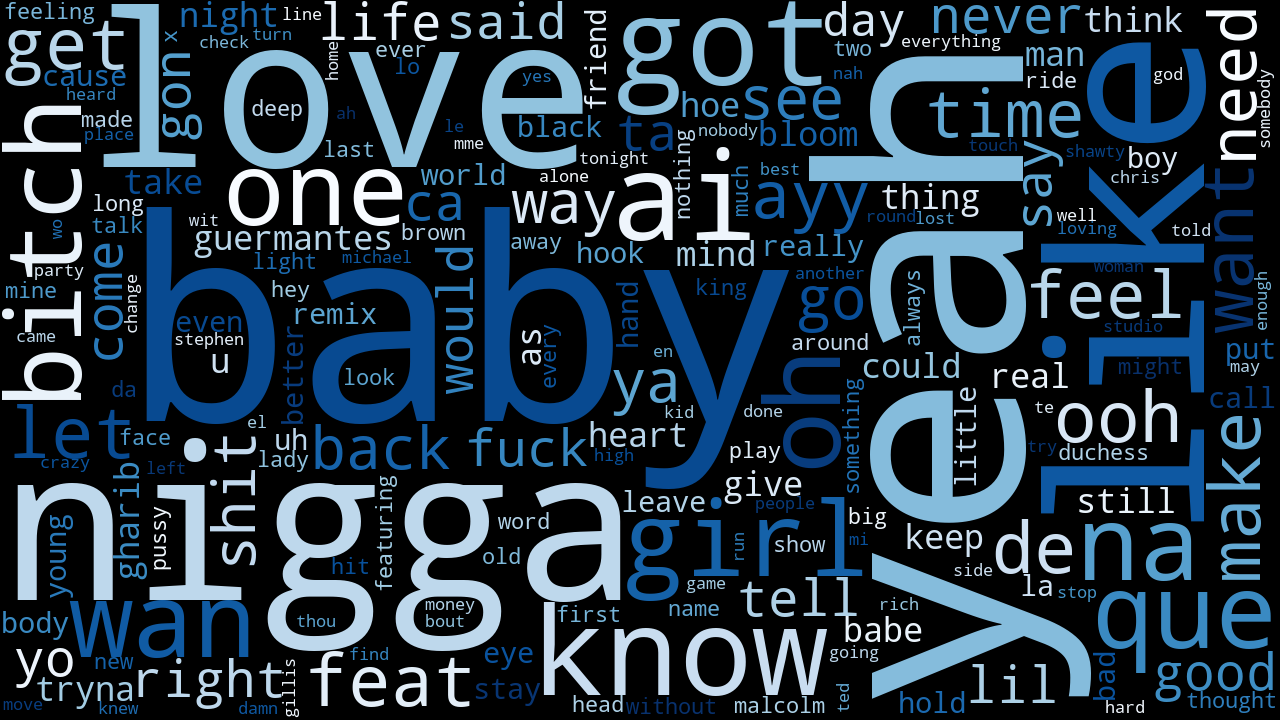 feeling
night
line
life
said
friend
got
day
never
think
get
x
check
turn
love
home
ever
lo
two
everything
man
need
cause
gon
yes
nah
see
ride
god
somebody
heard
made
place
deep
ah
le
mme
black
hoe
ta
nobody
bloom
time
like
bitch
last
tonight
nothing
touch
shawty
boy
say
take
one
world
alone
ai
much
best
ayy
thing
yeah
chris
want
long
talk
wo
wit
ca
way
round
lost
well
loving
told
guermantes
brown
away
hook
mind
really
party
come
light
michael
would
as
baby
king
another
woman
mine
change
hey
remix
hand
go
always
feel
enough
came
even
stephen
u
every
en
around
could
studio
put
da
better
look
ya
oh
real
might
may
let
face
el
uh
lady
back
fuck
heart
kid
done
something
little
te
ooh
call
crazy
left
shit
high
play
try
duchess
make
nigga
gharib
pussy
featuring
word
leave
give
people
big
still
young
hit
old
girl
run
show
mi
keep
de
na
wan
thou
money
bout
first
game
name
tell
side
la
stop
body
yo
new
right
find
feat
eye
know
babe
rich
going
que
move
tryna
knew
damn
gillis
stay
head
without
malcolm
ted
hold
lil
bad
hard
good
thought